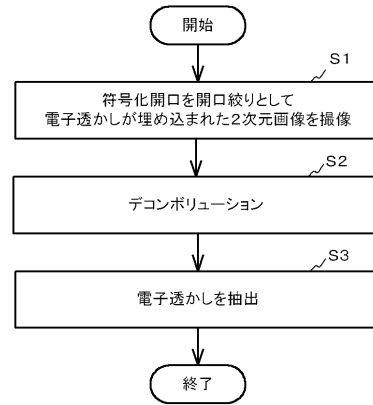 開始
S1
符号化開口を開口絞りとして
電子透かしが埋め込まれた2次元画像を撮像
S2
デコンボリューション
S3
電子透かしを抽出
終了